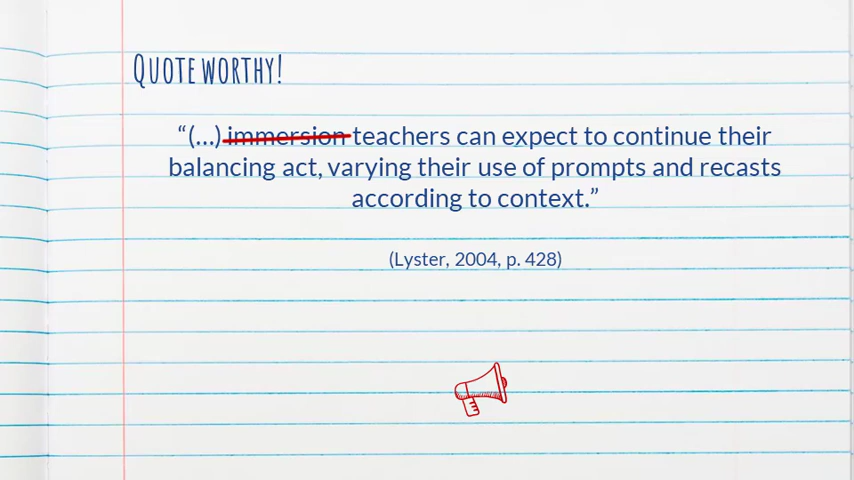 QUOTE WORTHY!
“(...) immersion teachers can expect to continue their
balancing act, varying their use of prompts and recasts
according to context.”
(Lyster, 2004, p. 428)